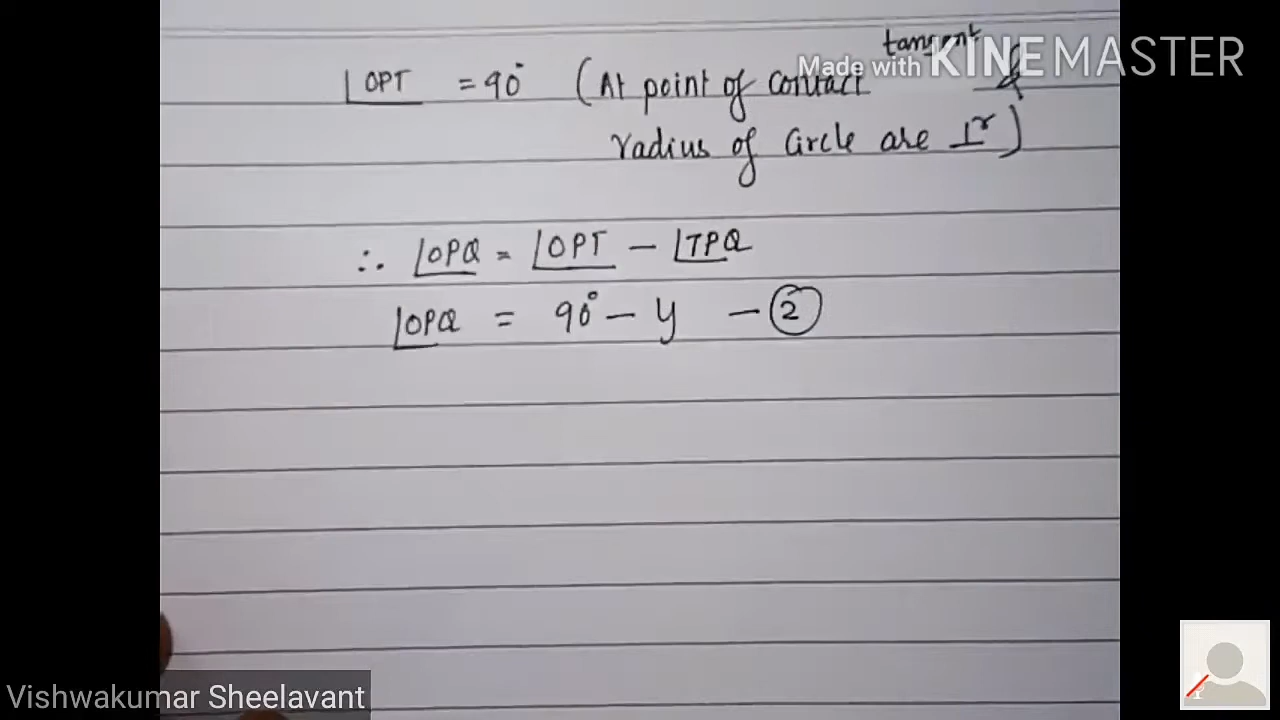 tangent
Made with KINEMASTER
∠OPT = 90° (At point of contact &
radius of Circle are ⊥r)
∴ ∠OPQ = ∠OPT − ∠TPQ
∠OPQ = 90° − y − ②
Vishwakumar Sheelavant